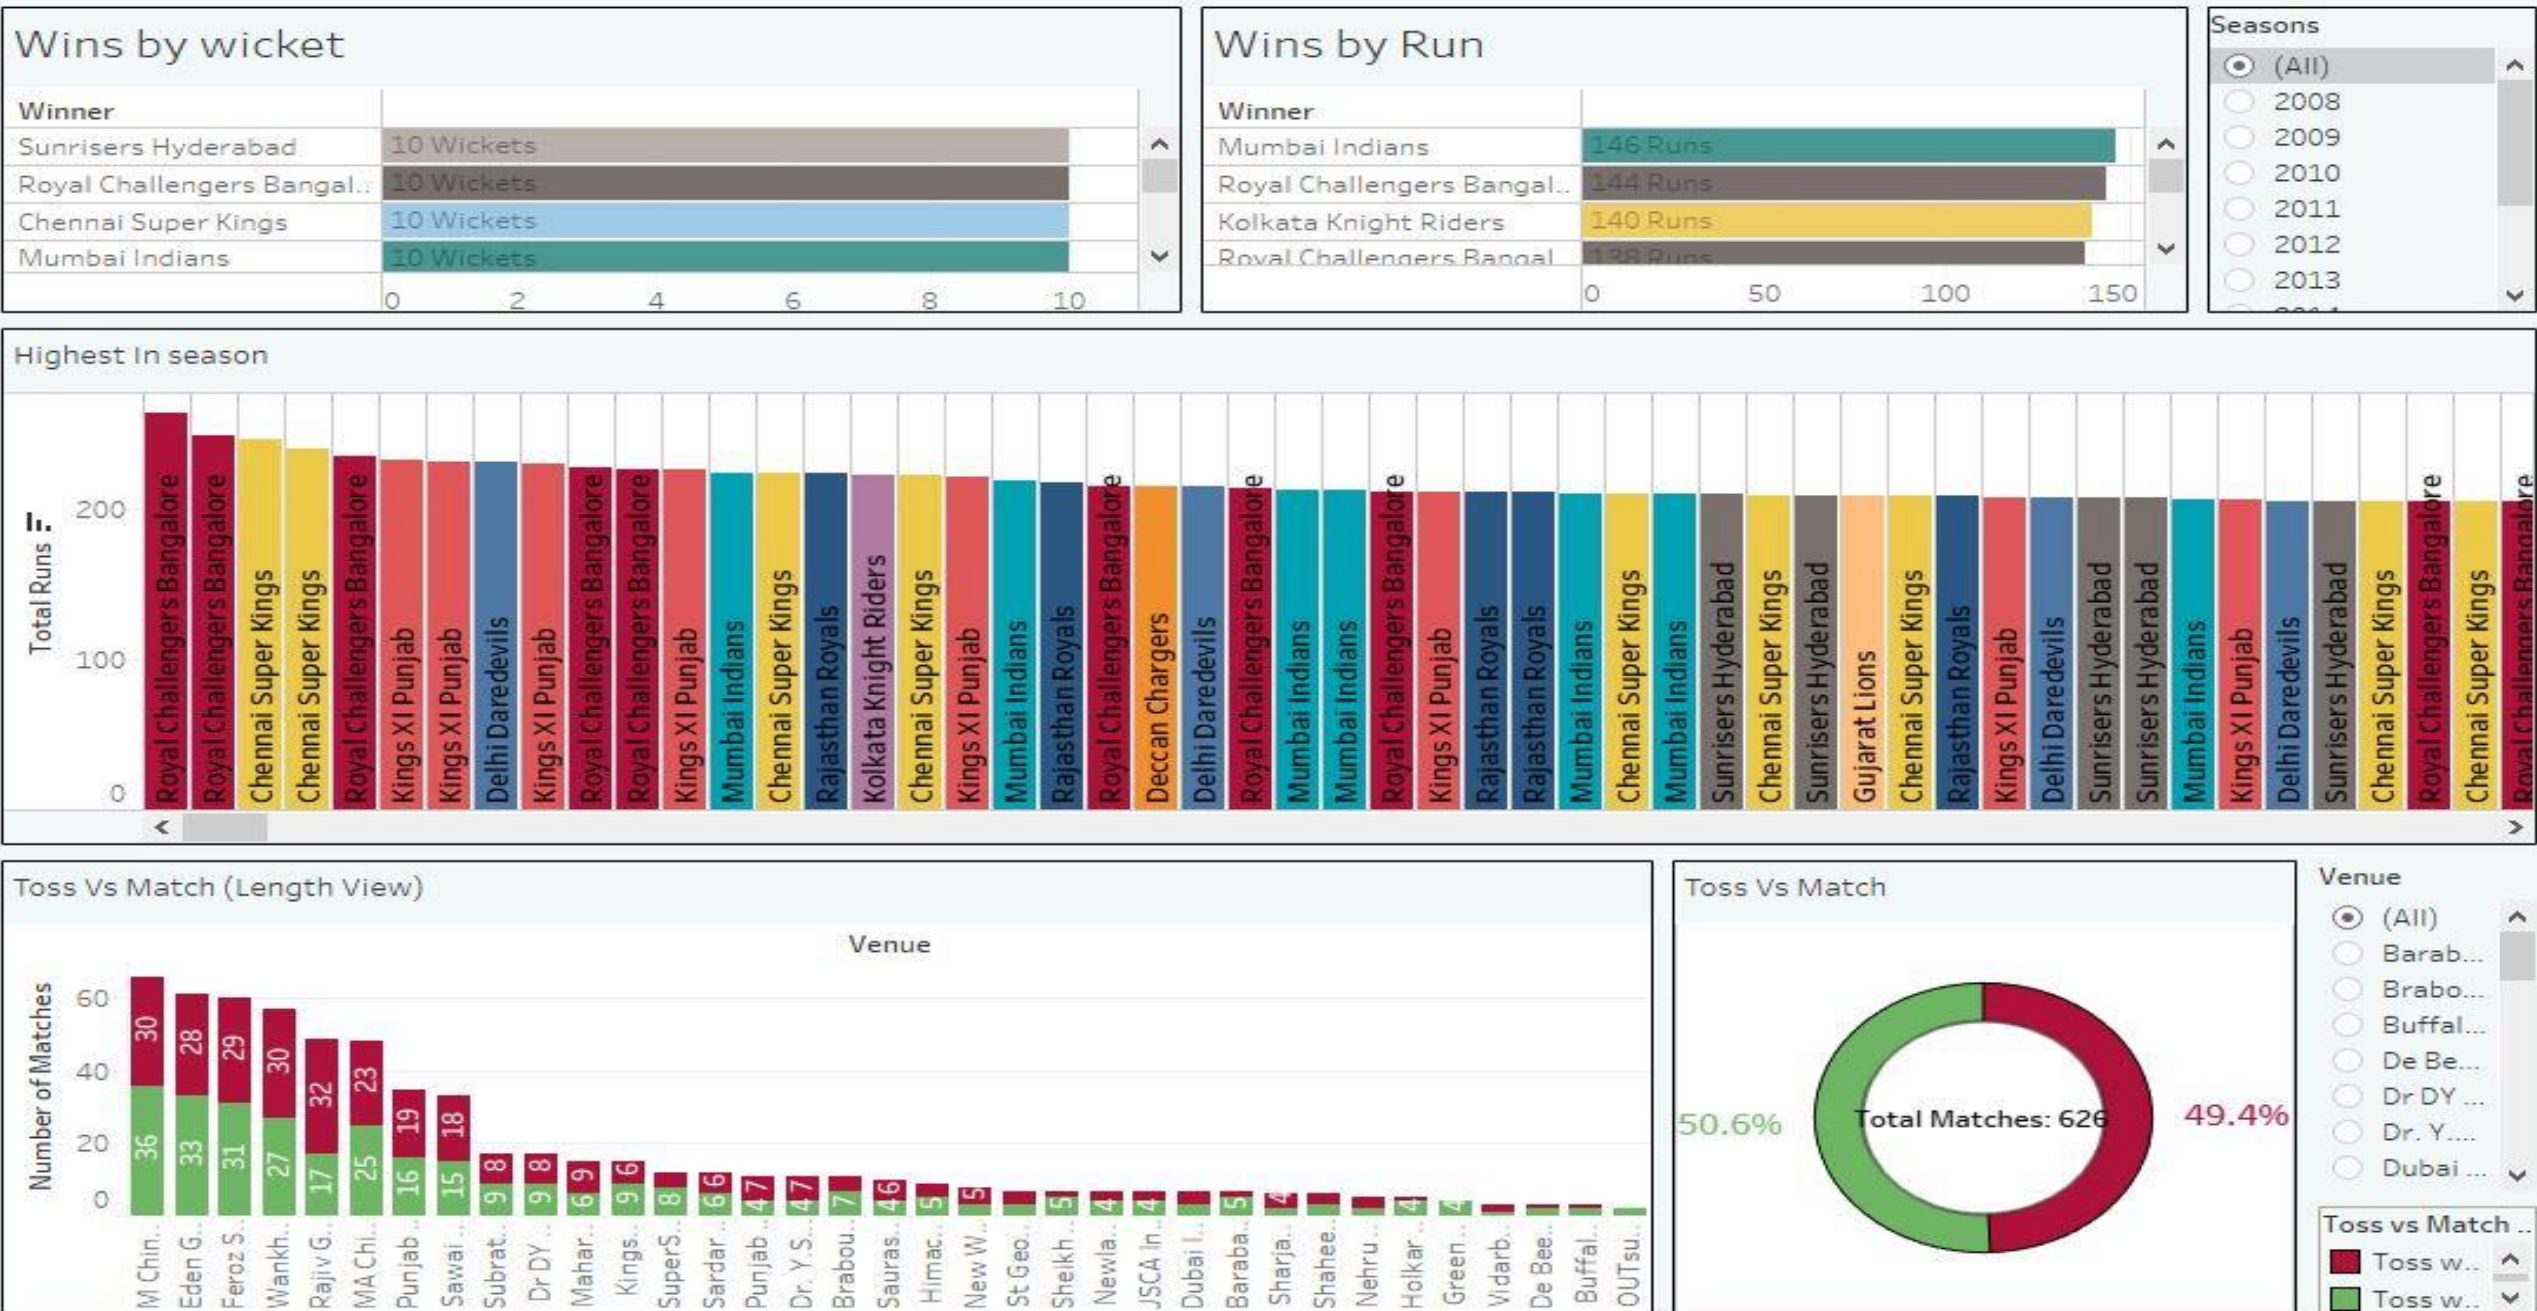 Wins by wicket
Winner
Sunrisers Hyderabad 10 Wickets
Royal Challengers Bangal.. 10 Wickets
Chennai Super Kings 10 Wickets
Mumbai Indians 10 Wickets
0 2 4 6 8 10
Wins by Run
Winner
Mumbai Indians 146 Runs
Royal Challengers Bangal.. 144 Runs
Kolkata Knight Riders 140 Runs
Royal Challengers Bangal 138 Runs
0 50 100 150
Seasons
(All)
2008
2009
2010
2011
2012
2013
Highest In season
Total Runs
200
100
0
Royal Challengers Bangalore
Royal Challengers Bangalore
Chennai Super Kings
Chennai Super Kings
Royal Challengers Bangalore
Kings XI Punjab
Kings XI Punjab
Delhi Daredevils
Kings XI Punjab
Royal Challengers Bangalore
Royal Challengers Bangalore
Kings XI Punjab
Mumbai Indians
Chennai Super Kings
Rajasthan Royals
Kolkata Knight Riders
Chennai Super Kings
Kings XI Punjab
Mumbai Indians
Rajasthan Royals
Royal Challengers Bangalore
Deccan Chargers
Delhi Daredevils
Royal Challengers Bangalore
Mumbai Indians
Mumbai Indians
Royal Challengers Bangalore
Kings XI Punjab
Rajasthan Royals
Rajasthan Royals
Mumbai Indians
Chennai Super Kings
Mumbai Indians
Sunrisers Hyderabad
Chennai Super Kings
Sunrisers Hyderabad
Gujarat Lions
Chennai Super Kings
Rajasthan Royals
Kings XI Punjab
Delhi Daredevils
Sunrisers Hyderabad
Sunrisers Hyderabad
Mumbai Indians
Kings XI Punjab
Delhi Daredevils
Sunrisers Hyderabad
Chennai Super Kings
Royal Challengers Bangalore
Chennai Super Kings
Royal Challengers Bangalore
Toss Vs Match (Length View)
Venue
Number of Matches
60
40
20
0
30 28 29 30 32 23 19 18 8 8 9 6 6 7 7 6 5 4
36 33 31 27 17 25 16 15 9 9 6 9 8 6 4 4 7 4 5 5 4 4 5 4 4
M Chin..
Eden G..
Feroz S..
Wankh..
Rajiv G..
MA Chi..
Punjab ..
Sawai ..
Subrat..
Dr DY ..
Mahar..
Kings..
SuperS..
Sardar ..
Punjab ..
Dr. Y.S..
Brabou..
Sauras..
Himac..
New W..
St Geo..
Sheikh ..
Newla..
JSCA In..
Dubai I..
Baraba..
Sharja..
Shahee..
Nehru ..
Holkar ..
Green..
Vidarb..
De Bee..
Buffal..
OUTsu..
Toss Vs Match
50.6%
Total Matches: 626
49.4%
Venue
(All)
Barab...
Brabo...
Buffal...
De Be...
Dr DY ...
Dr. Y....
Dubai ...
Toss vs Match ..
Toss w..
Toss w..